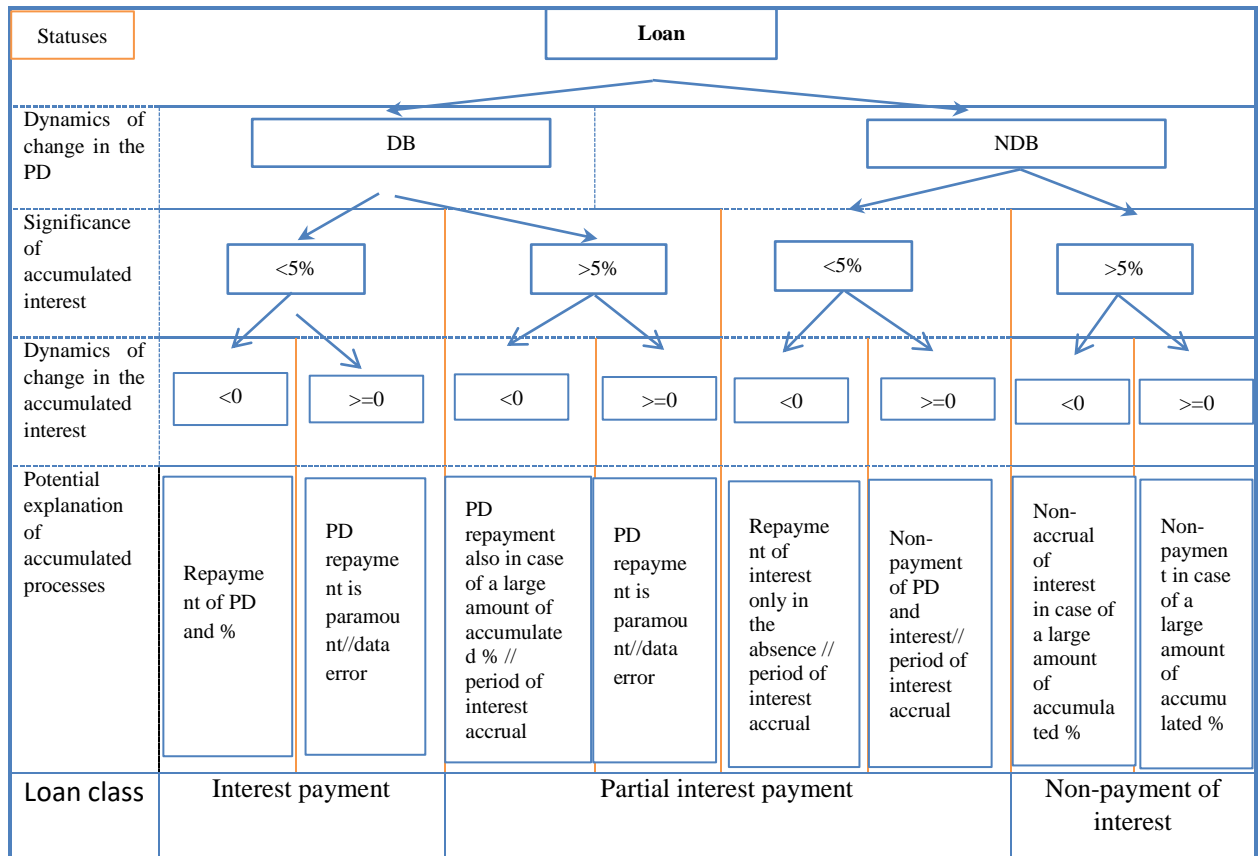 Statuses
Loan
Dynamics of
change in the
PD
DB
NDB
Significance
of
accumulated
interest
<5%
>5%
<5%
>5%
Dynamics of
change in the
accumulated
interest
<0
>=0
<0
>=0
<0
>=0
<0
>=0
Potential
explanation
of
accumulated
processes
Repayme
nt of PD
and %
PD
repayme
nt is
paramou
nt//data
error
PD
repayment
also in case
of a large
amount of
accumulate
d % //
period of
interest
accrual
PD
repayme
nt is
paramou
nt//data
error
Repayme
nt of
interest
only in
the
absence //
period of
interest
accrual
Non-
payment
of PD
and
interest//
period of
interest
accrual
Non-
accrual
of
interest
in case of
a large
amount
of
accumula
ted %
Non-
paymen
t in case
of a
large
amount
of
accumu
lated %
Loan class
Interest payment
Partial interest payment
Non-payment of
interest